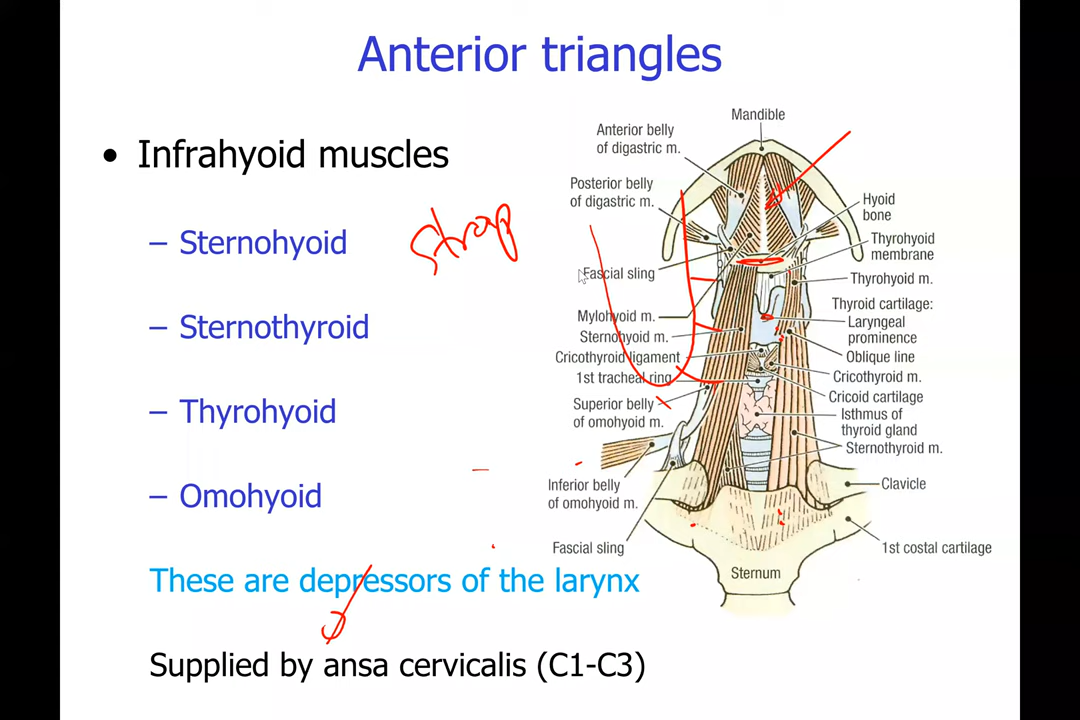 Anterior triangles
• Infrahyoid muscles
– Sternohyoid
strap
– Sternothyroid
– Thyrohyoid
– Omohyoid
These are depressors of the larynx
Supplied by ansa cervicalis (C1-C3)
Mandible
Anterior belly
of digastric m.
Posterior belly
of digastric m.
Fascial sling
Mylohyoid m.
Sternohyoid m.
Cricothyroid ligament
1st tracheal ring
Superior belly
of omohyoid m.
Inferior belly
of omohyoid m.
Fascial sling
Hyoid
bone
Thyrohyoid
membrane
Thyrohyoid m.
Thyroid cartilage:
Laryngeal
prominence
Oblique line
Cricothyroid m.
Cricoid cartilage
Isthmus of
thyroid gland
Sternothyroid m.
Clavicle
1st costal cartilage
Sternum